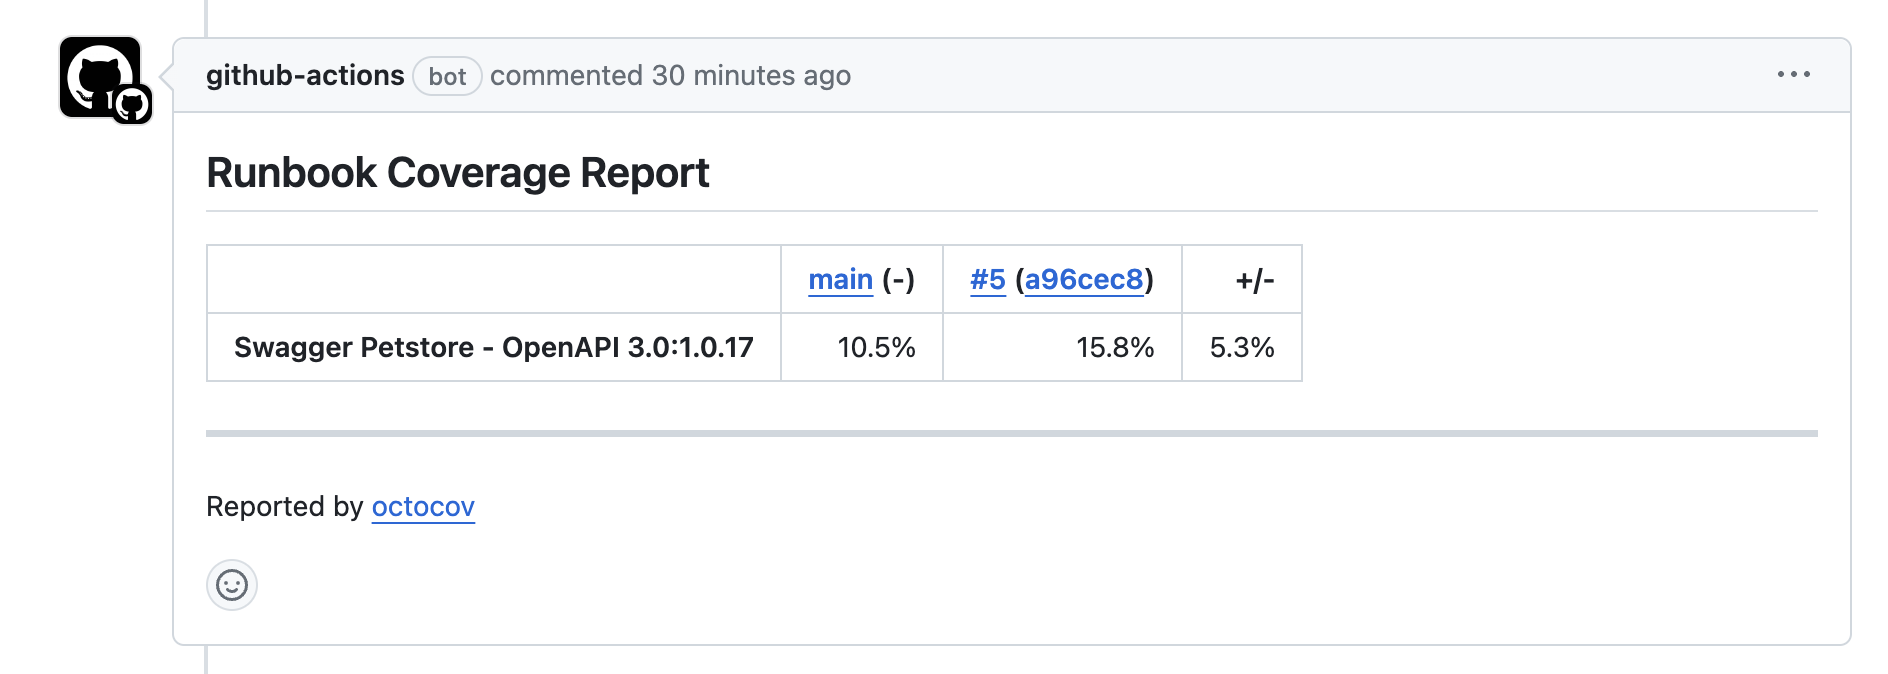 github-actions bot commented 30 minutes ago
Runbook Coverage Report
main (-) #5 (a96cec8) +/-
Swagger Petstore - OpenAPI 3.0:1.0.17 10.5% 15.8% 5.3%
Reported by octocov